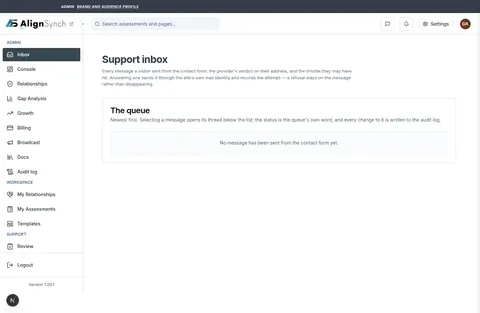 ADMIN BRAND AND AUDIENCE PROFILE
AlignSynch
Search assessments and pages...
Settings
ADMIN
Inbox
Console
Relationships
Gap Analysis
Growth
Billing
Broadcast
Docs
Audit log
WORKSPACE
My Relationships
My Assessments
Templates
SUPPORT
Review
Logout
Version 1.20.1
Support inbox
Every message a visitor sent from the contact form, the provider's verdicts on their address, and the throttle they may have
hit. Answering one sends it through the site's own mail identity and records the attempt — a refusal stays on the message
rather than disappearing.
The queue
Newest first. Selecting a message opens its thread below the list; the status is the queue's own word, and every change to it is written to the audit log.
No message has been sent from the contact form yet.